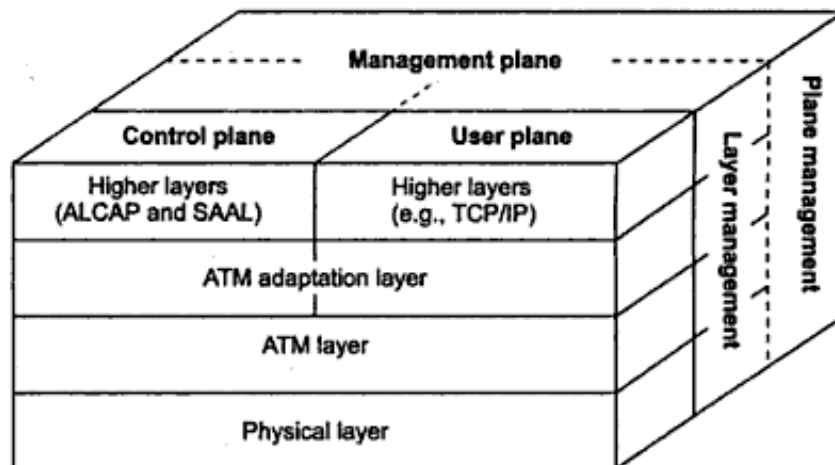 Management plane
Control plane
User plane
Higher layers
(ALCAP and SAAL)
Higher layers
(e.g., TCP/IP)
ATM adaptation layer
ATM layer
Physical layer
Layer management
Plane management